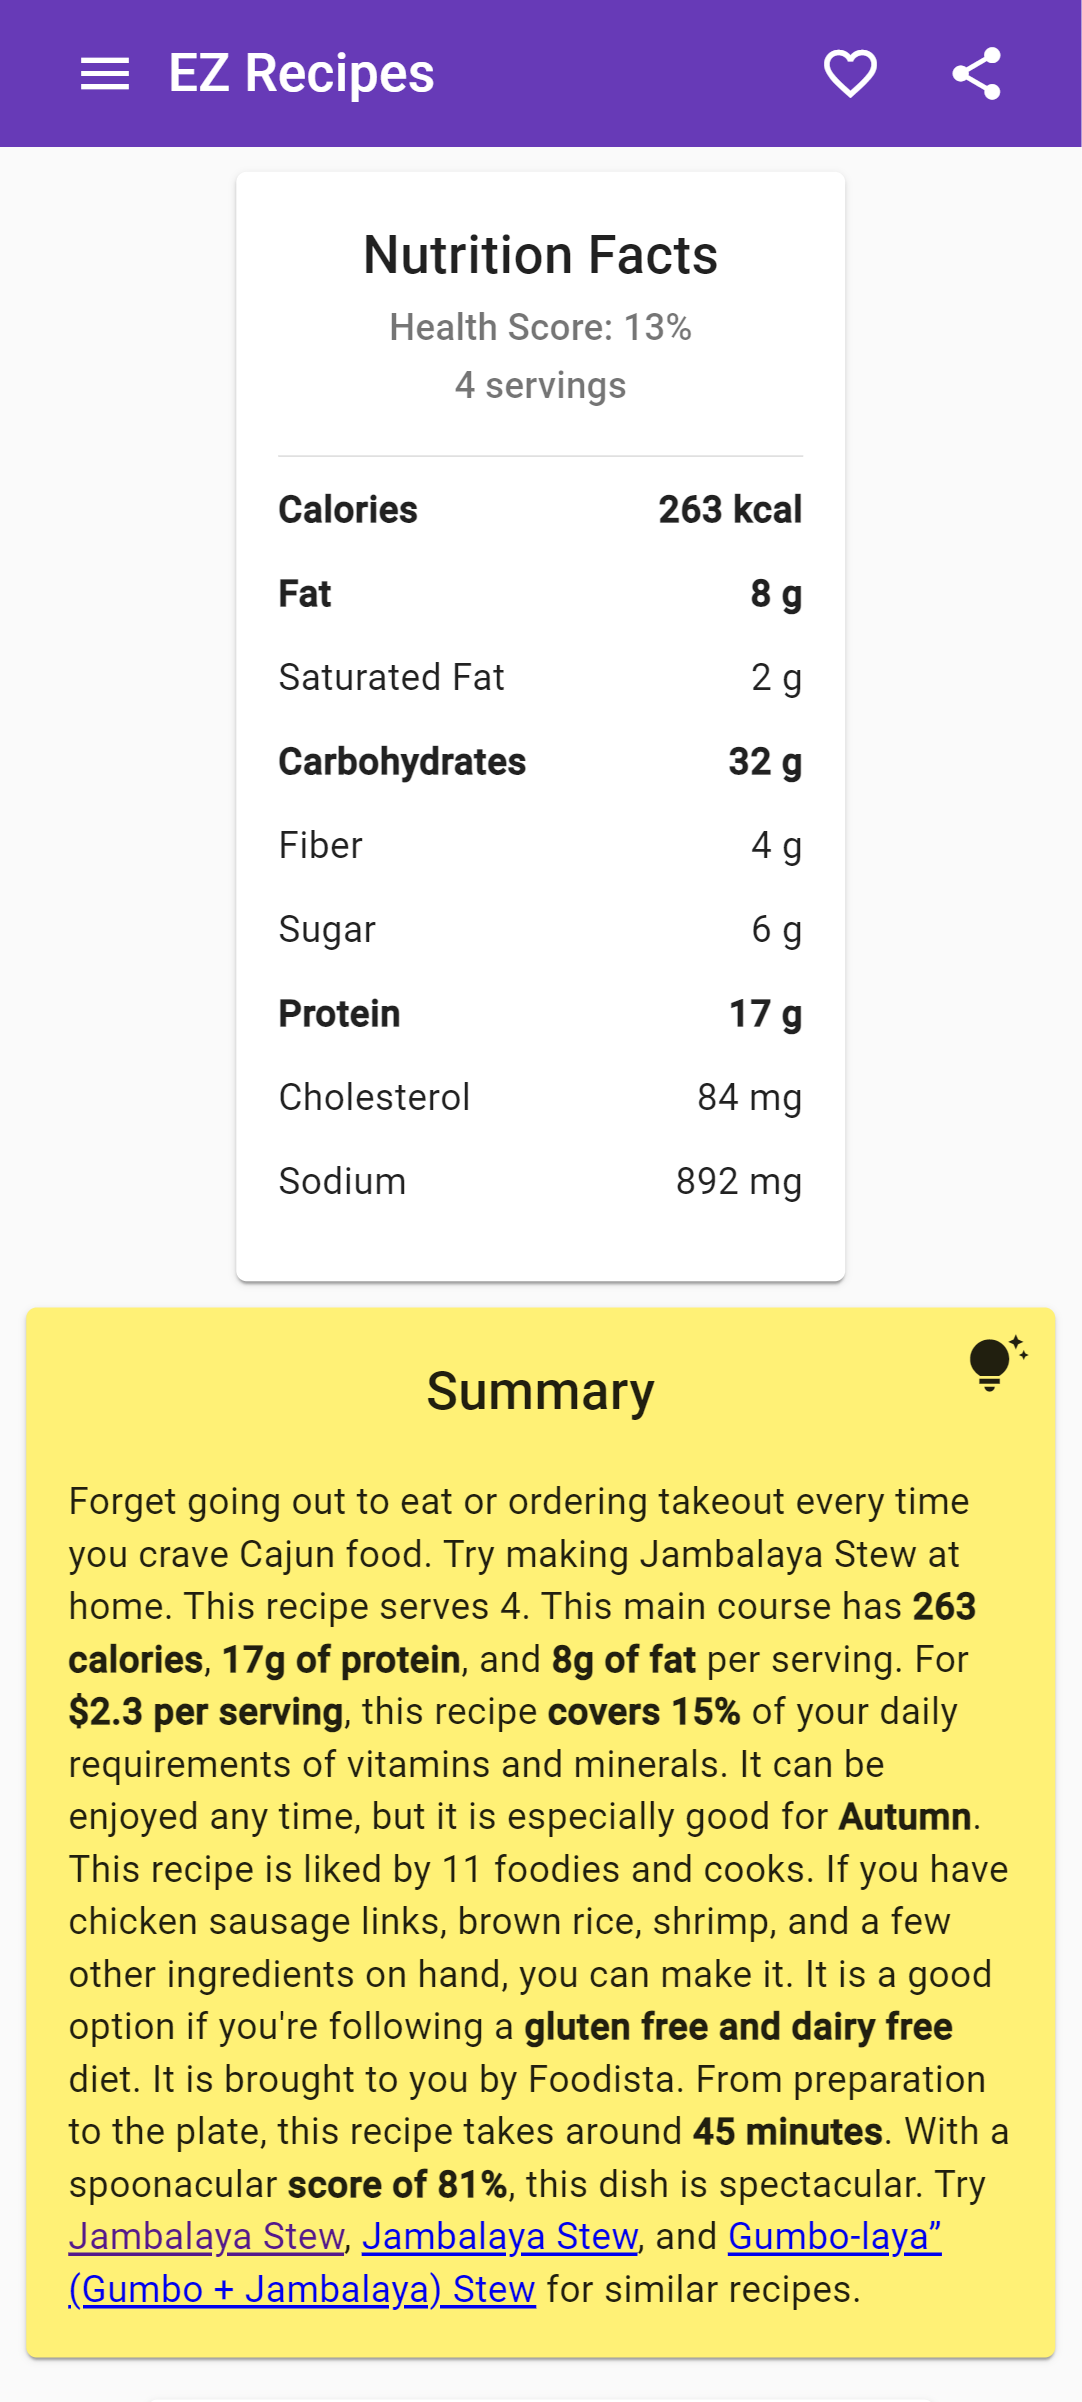 EZ Recipes
Nutrition Facts
Health Score: 13%
4 servings
Calories 263 kcal
Fat 8 g
Saturated Fat 2 g
Carbohydrates 32 g
Fiber 4 g
Sugar 6 g
Protein 17 g
Cholesterol 84 mg
Sodium 892 mg
Summary
Forget going out to eat or ordering takeout every time
you crave Cajun food. Try making Jambalaya Stew at
home. This recipe serves 4. This main course has 263
calories, 17g of protein, and 8g of fat per serving. For
$2.3 per serving, this recipe covers 15% of your daily
requirements of vitamins and minerals. It can be
enjoyed any time, but it is especially good for Autumn.
This recipe is liked by 11 foodies and cooks. If you have
chicken sausage links, brown rice, shrimp, and a few
other ingredients on hand, you can make it. It is a good
option if you're following a gluten free and dairy free
diet. It is brought to you by Foodista. From preparation
to the plate, this recipe takes around 45 minutes. With a
spoonacular score of 81%, this dish is spectacular. Try
Jambalaya Stew, Jambalaya Stew, and Gumbo-laya”
(Gumbo + Jambalaya) Stew for similar recipes.